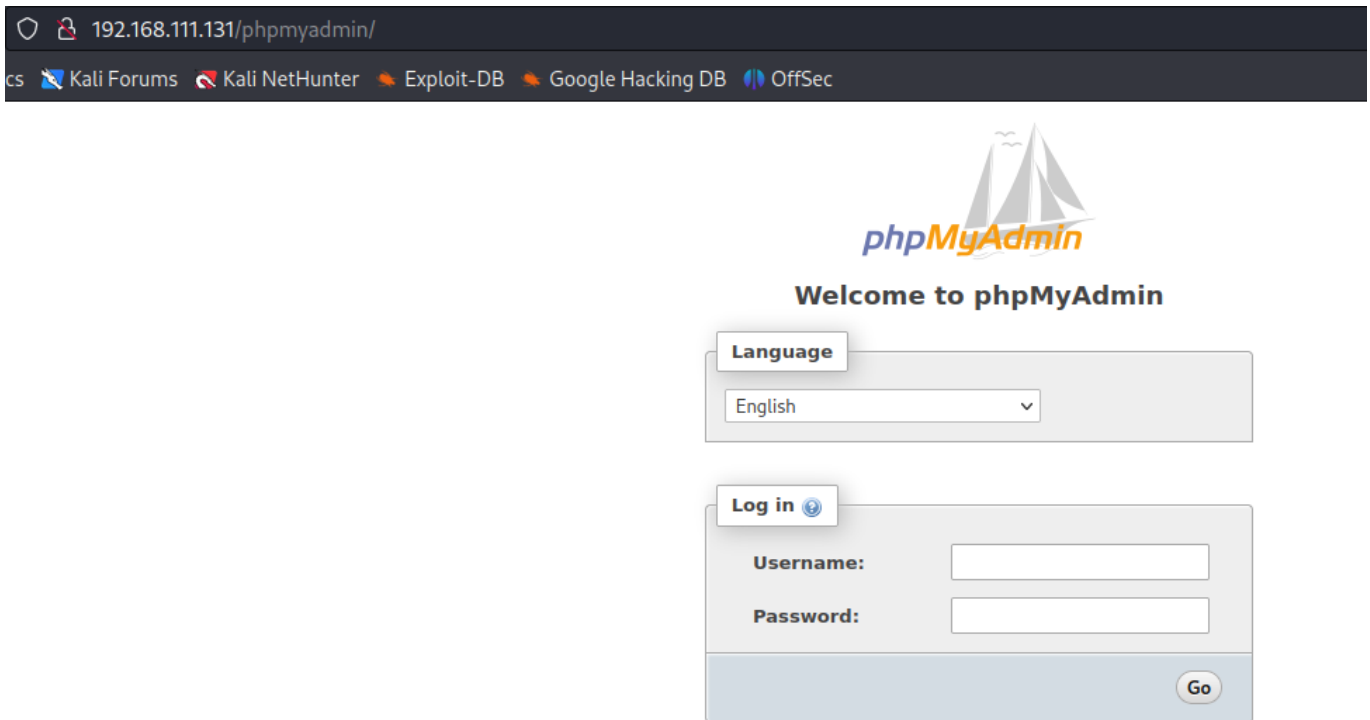 192.168.111.131/phpmyadmin/
cs Kali Forums Kali NetHunter Exploit-DB Google Hacking DB OffSec
phpMyAdmin
Welcome to phpMyAdmin
Language
English
Log in
Username:
Password:
Go